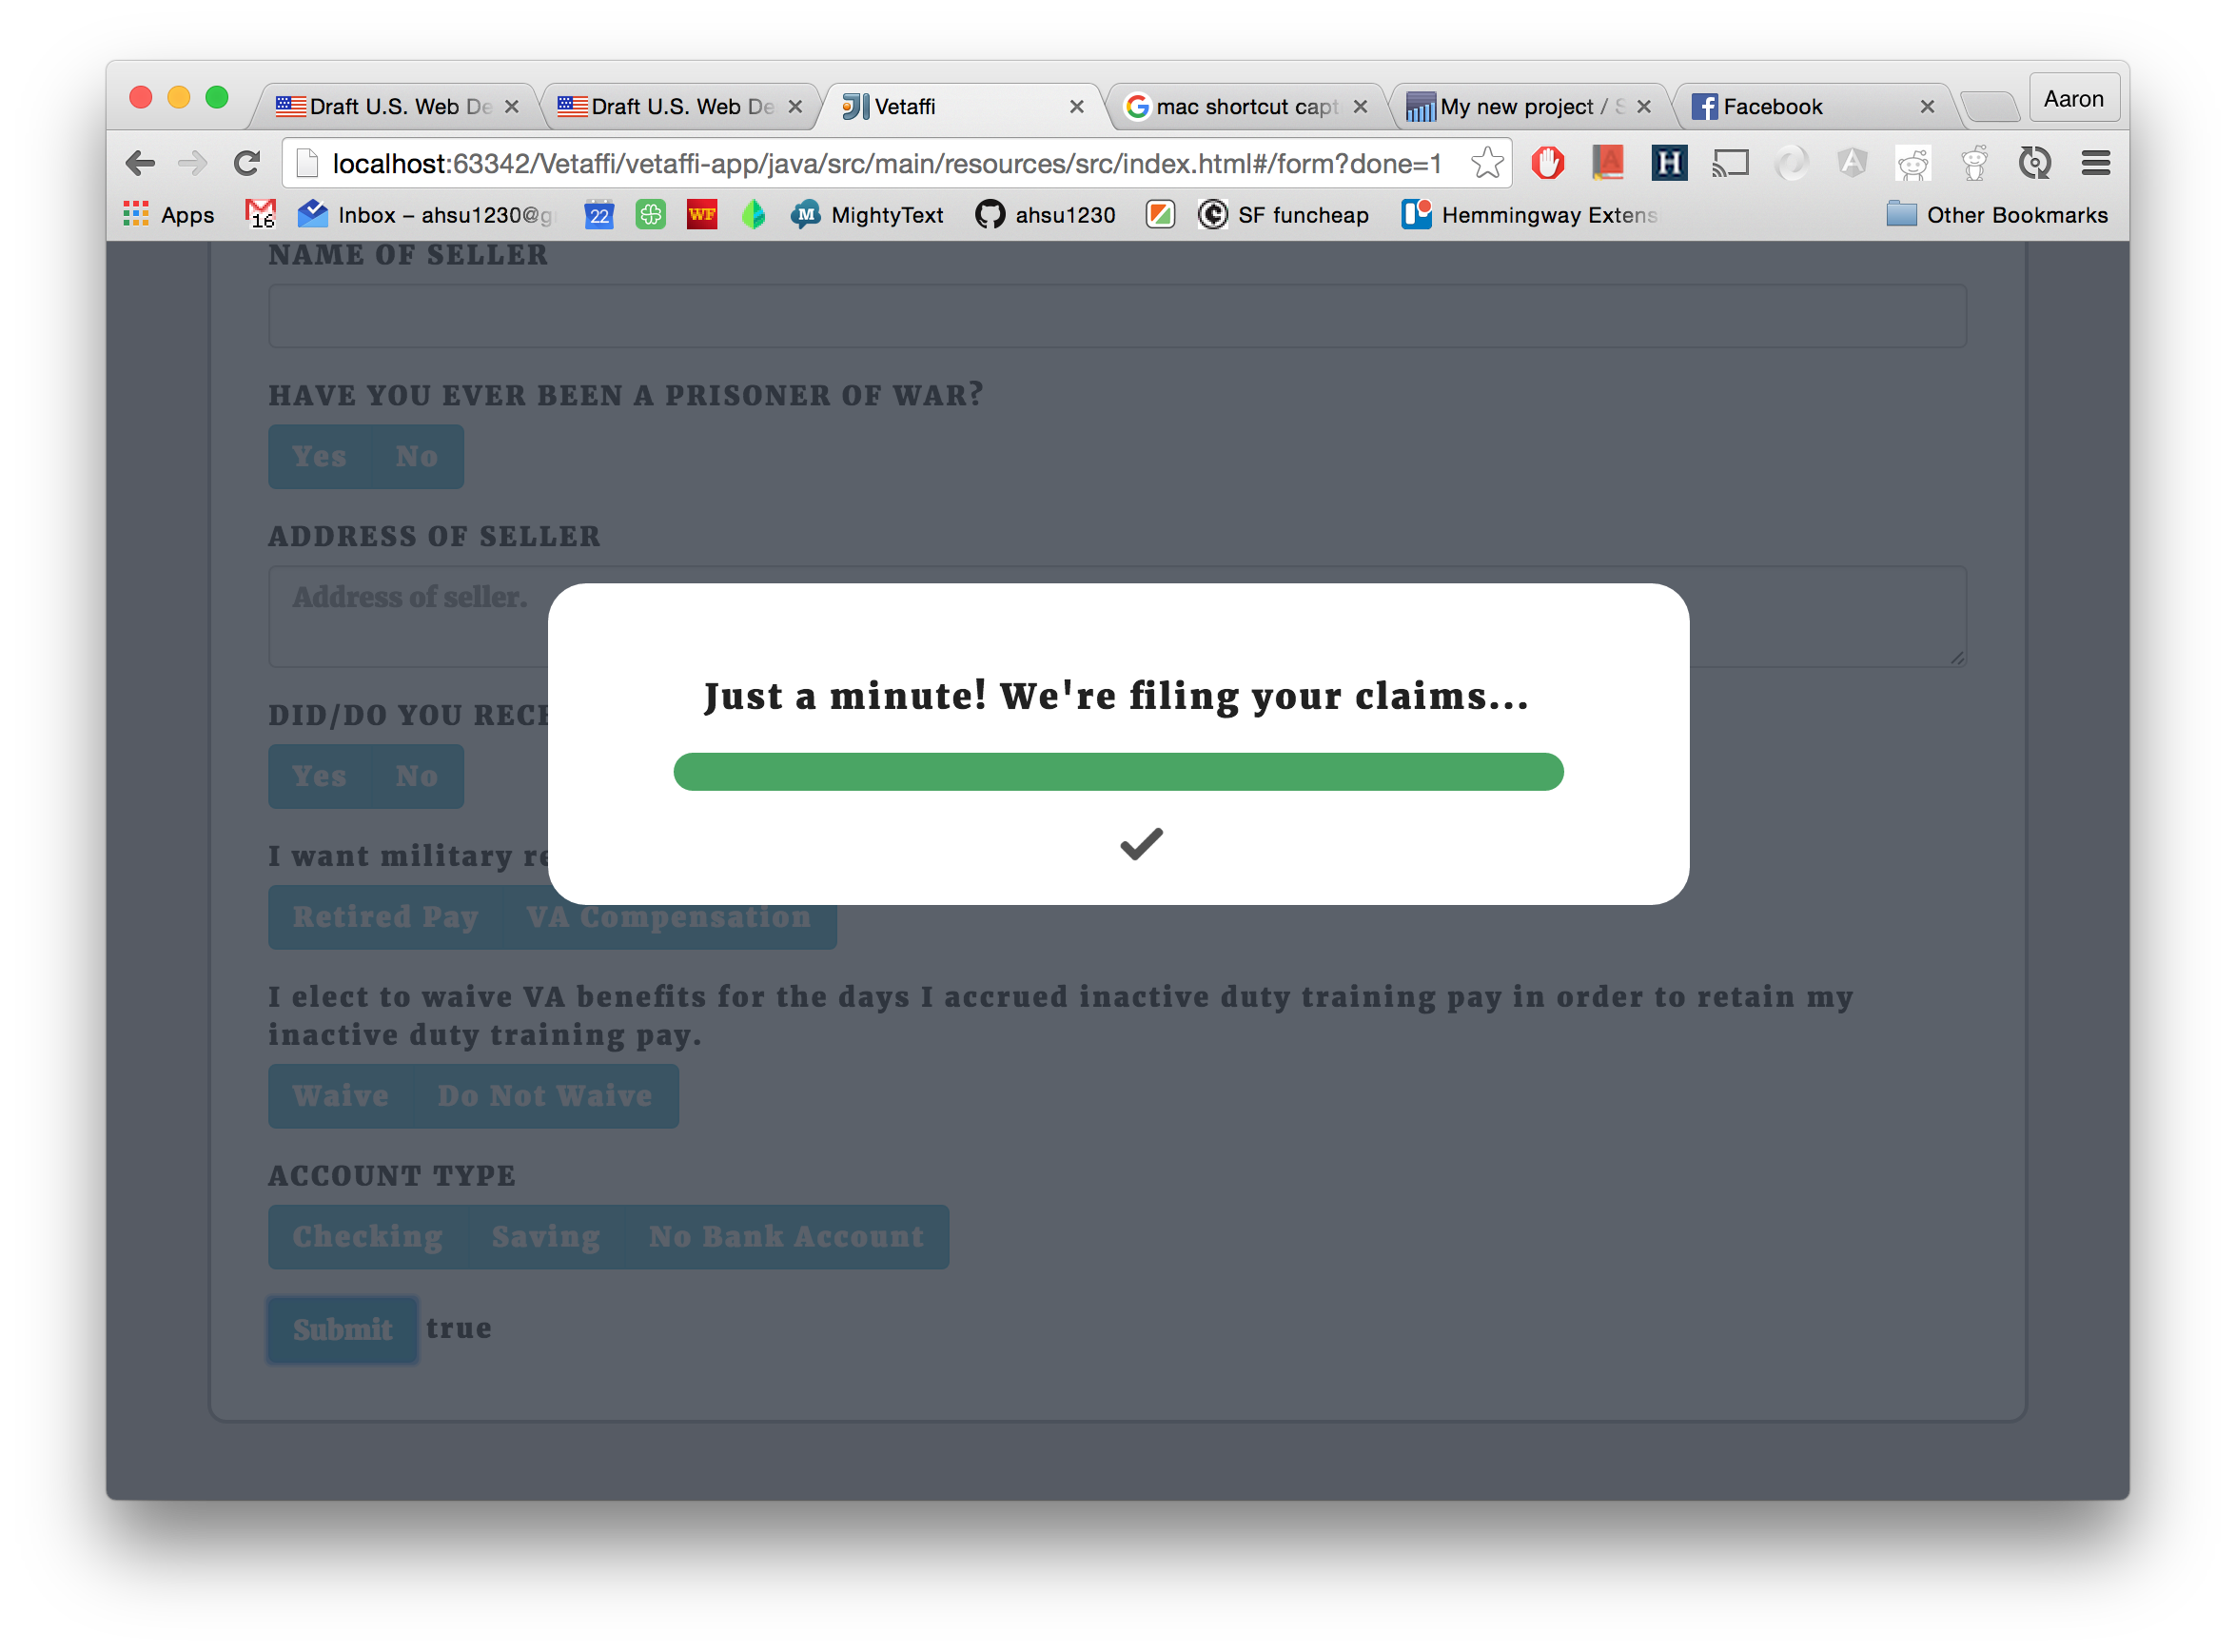 Draft U.S. Web De
Draft U.S. Web De
Vetaffi
mac shortcut capt
My new project / S
Facebook
Aaron
localhost:63342/Vetaffi/vetaffi-app/java/src/main/resources/src/index.html#/form?done=1
Apps
16
Inbox – ahsu1230@g
22
WF
M
MightyText
ahsu1230
SF funcheap
Hemmingway Extens
Other Bookmarks
NAME OF SELLER
HAVE YOU EVER BEEN A PRISONER OF WAR?
Yes No
ADDRESS OF SELLER
Address of seller.
Just a minute! We're filing your claims...
DID/DO YOU RECE
Yes No
I want military re
Retired Pay VA Compensation
I elect to waive VA benefits for the days I accrued inactive duty training pay in order to retain my
inactive duty training pay.
Waive Do Not Waive
ACCOUNT TYPE
Checking Saving No Bank Account
Submit true